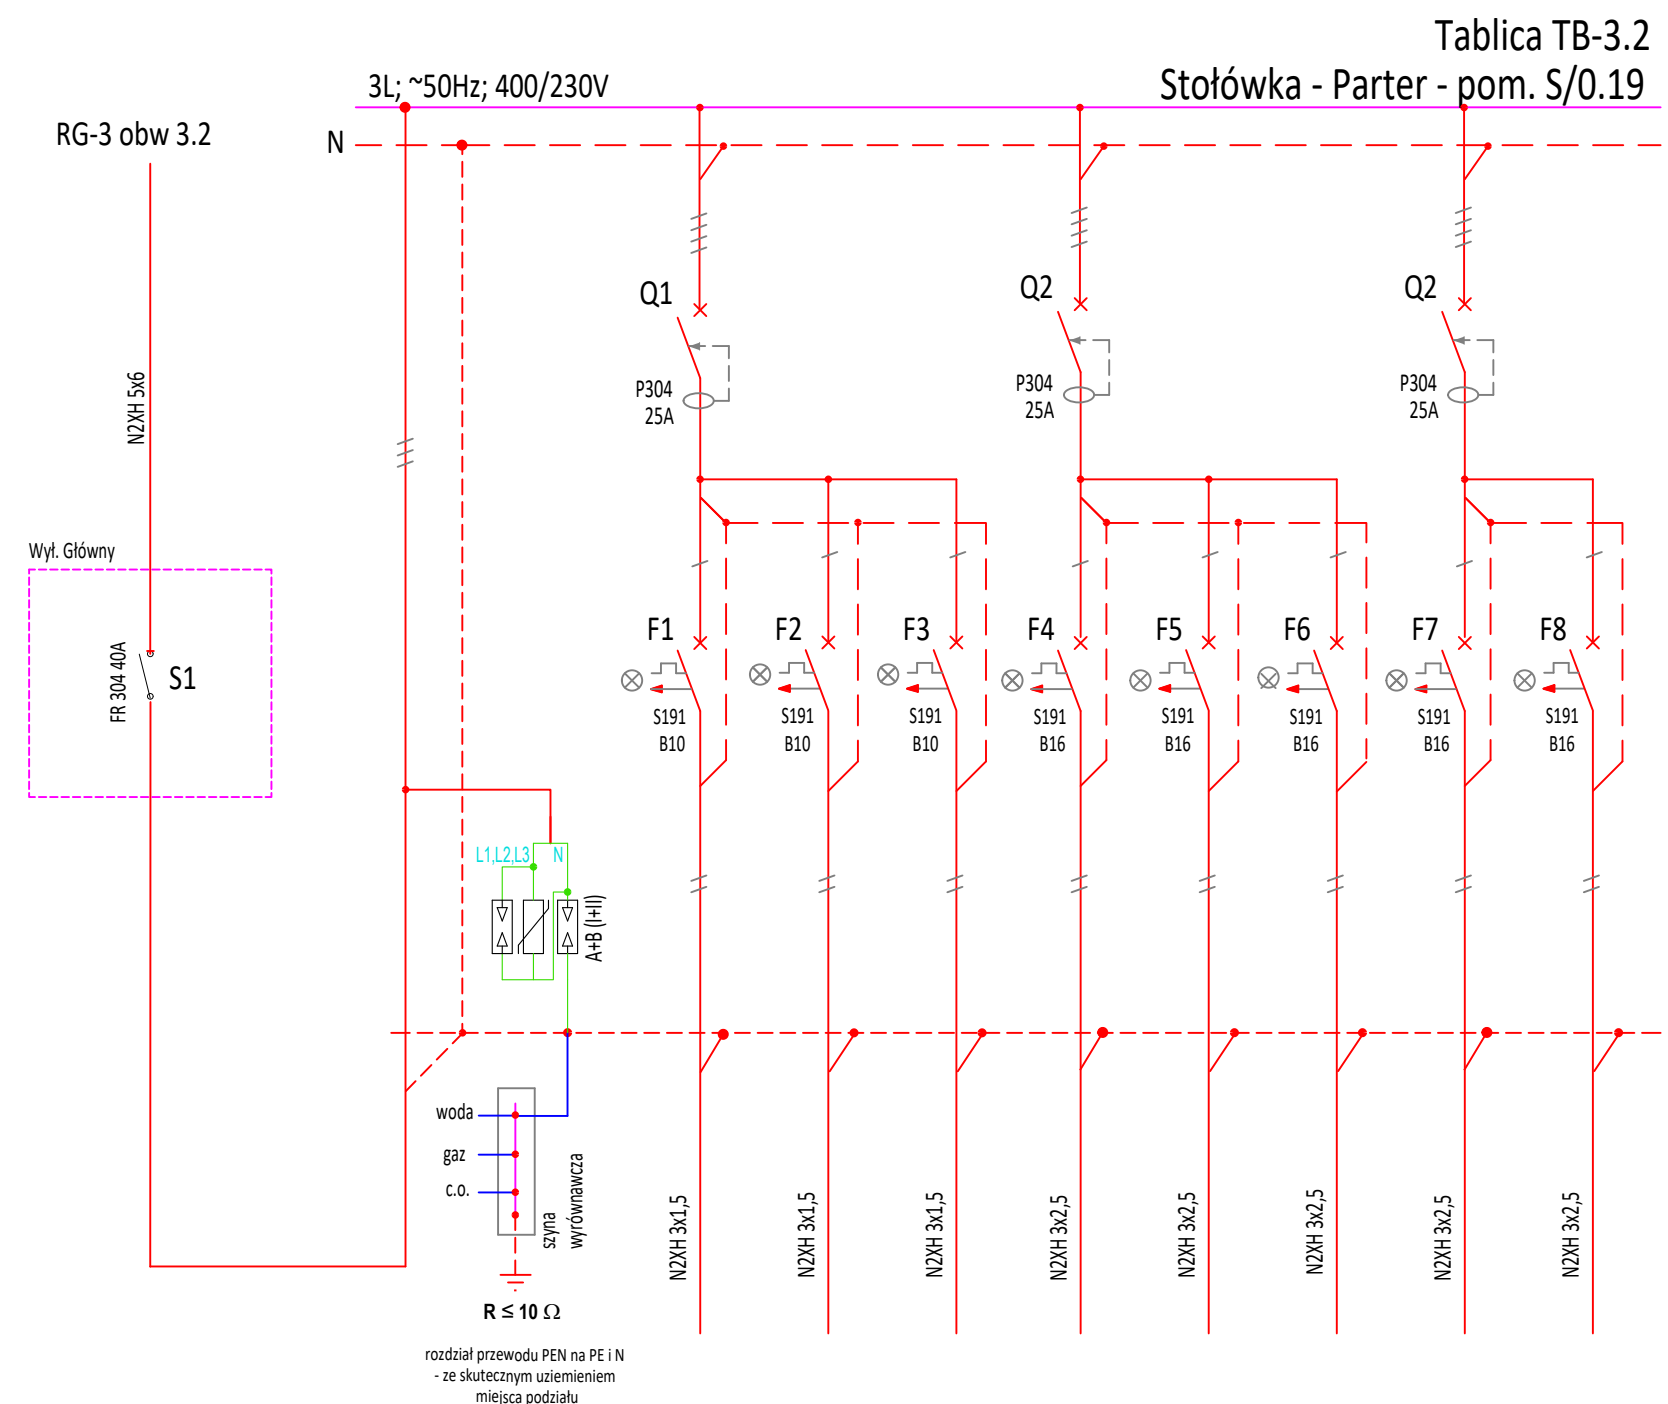 Tablica TB-3.2
Stołówka - Parter - pom. S/0.19
3L; ~50Hz; 400/230V
RG-3 obw 3.2
N
N2XH 5x6
Wył. Główny
FR 304 40A
S1
Q1
P304
25A
Q2
P304
25A
Q2
P304
25A
F1
S191
B10
F2
S191
B10
F3
S191
B10
F4
S191
B16
F5
S191
B16
F6
S191
B16
F7
S191
B16
F8
S191
B16
L1,L2,L3
N
A+B (I+II)
woda
gaz
c.o.
szyna
wyrównawcza
R ≤ 10 Ω
rozdział przewodu PEN na PE i N
- ze skutecznym uziemieniem
miejsca podziału
N2XH 3x1,5
N2XH 3x1,5
N2XH 3x1,5
N2XH 3x2,5
N2XH 3x2,5
N2XH 3x2,5
N2XH 3x2,5
N2XH 3x2,5